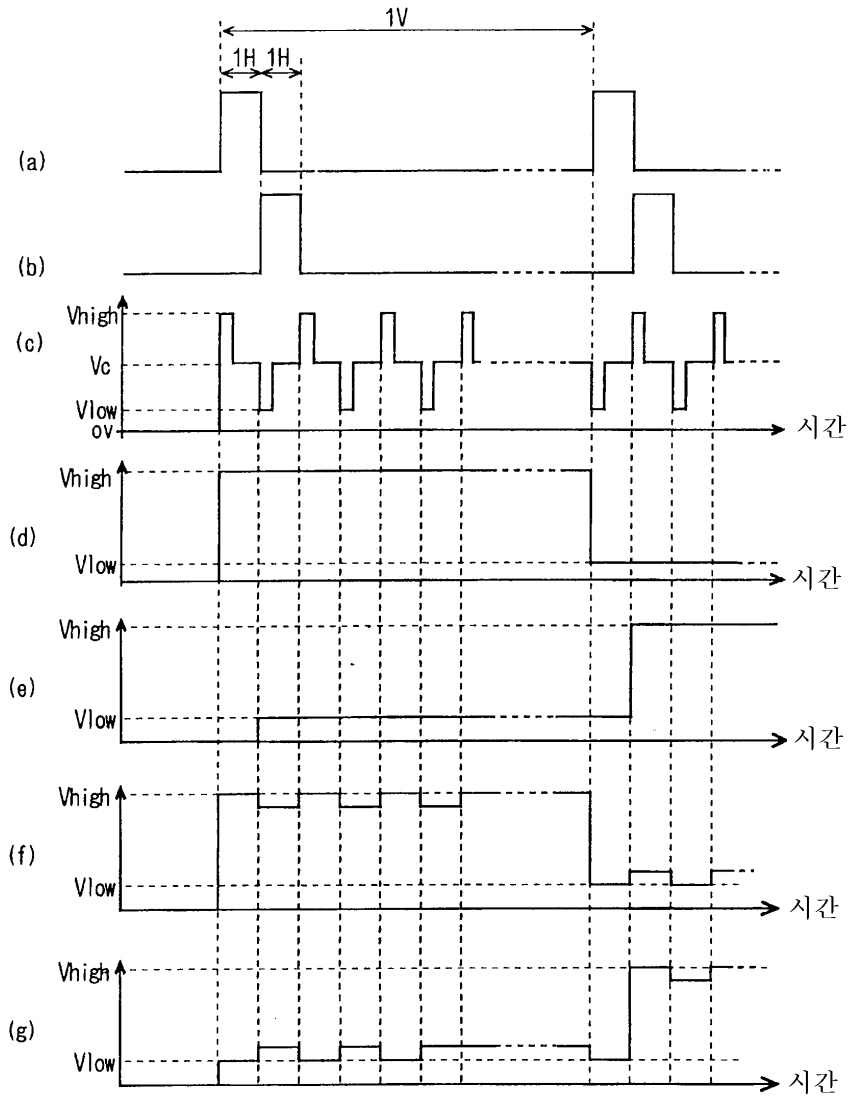 1V
1H 1H
(a)
(b)
(c)
Vhigh
Vc
Vlow
ov
시간
(d)
Vhigh
Vlow
시간
(e)
Vhigh
Vlow
시간
(f)
Vhigh
Vlow
시간
(g)
Vhigh
Vlow
시간